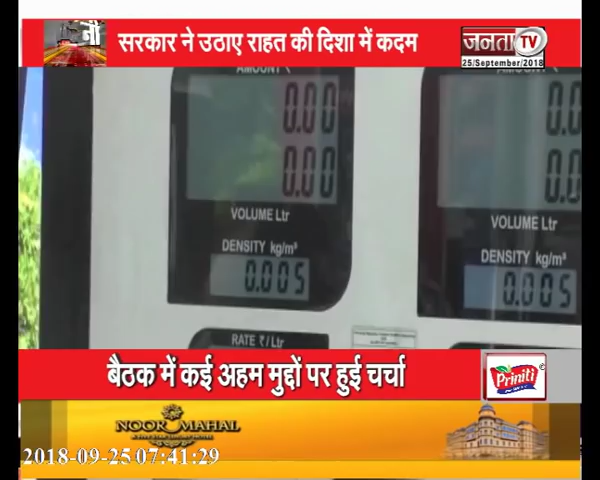 नौ
सरकार ने उठाए राहत की दिशा में कदम
जनता TV
25/September/2018
AMOUNT ₹
AMOUNT ₹
0.00
0.00
0.00
0.0
VOLUME Ltr
VOLUME Ltr
DENSITY kg/m³
DENSITY kg/m³
0.005
0.005
RATE ₹/Ltr
बैठक में कई अहम मुद्दों पर हुई चर्चा
Priniti
NOOR MAHAL
2018-09-25 07:41:29